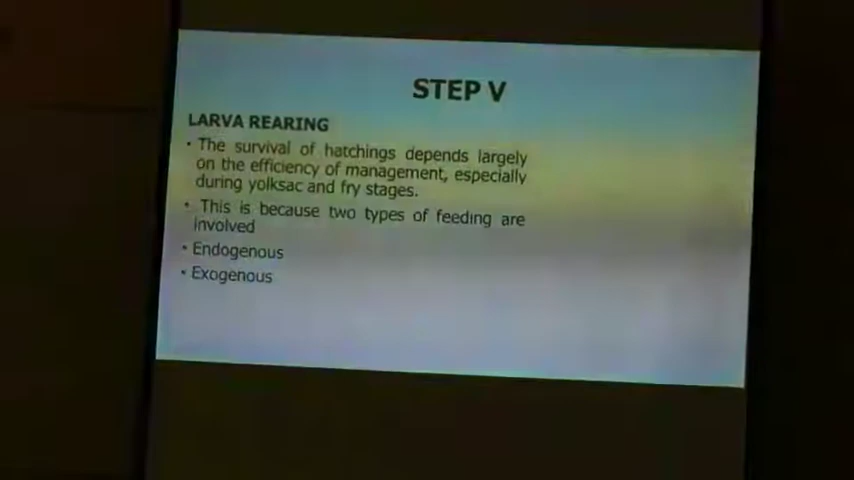 STEP V
LARVA REARING
• The survival of hatchings depends largely
on the efficiency of management, especially
during yolksac and fry stages.
• This is because two types of feeding are
involved
• Endogenous
• Exogenous